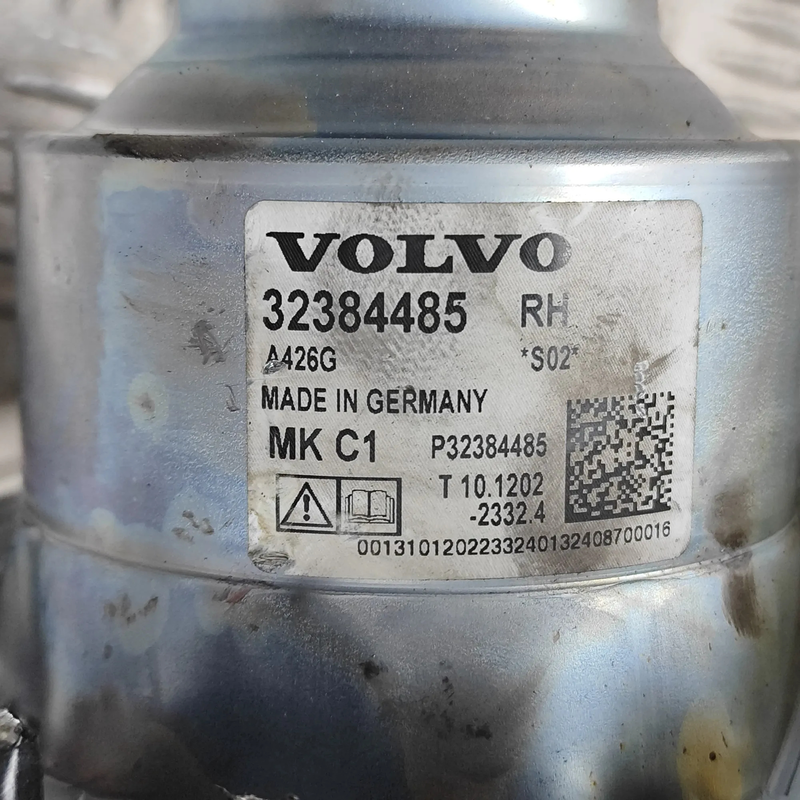 VOLVO
32384485 RH
A426G *S02*
MADE IN GERMANY
MK C1 P32384485
T 10.1202
-2332.4
0013101202233240132408700016